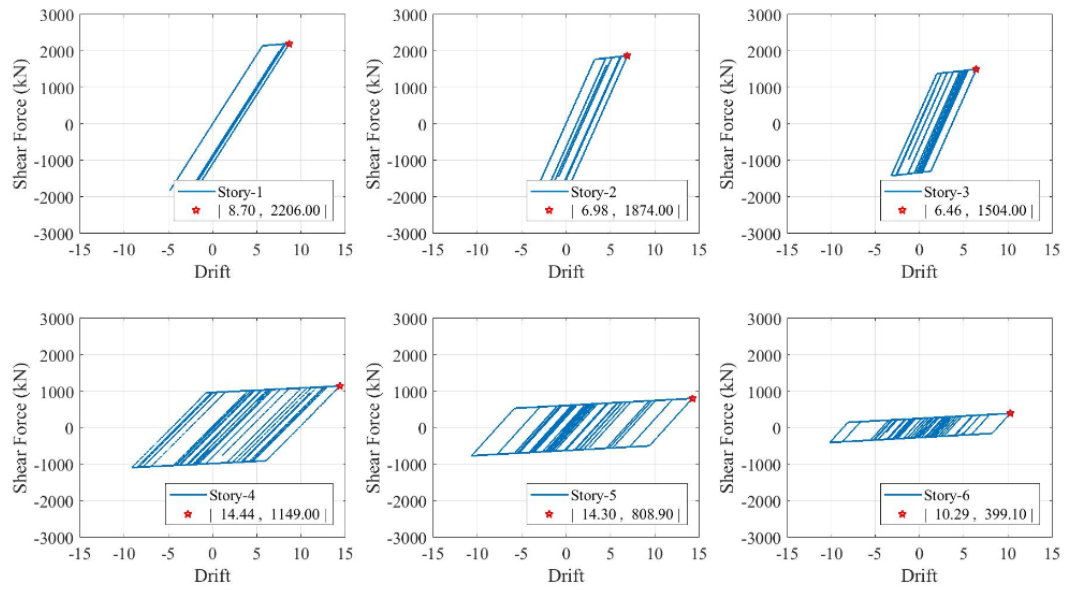 3000
2000
1000
0
-1000
-2000
-3000
Shear Force (kN)
Story-1
| 8.70 , 2206.00 |
-15 -10 -5 0 5 10 15
Drift
3000
2000
1000
0
-1000
-2000
-3000
Shear Force (kN)
Story-2
| 6.98 , 1874.00 |
-15 -10 -5 0 5 10 15
Drift
3000
2000
1000
0
-1000
-2000
-3000
Shear Force (kN)
Story-3
| 6.46 , 1504.00 |
-15 -10 -5 0 5 10 15
Drift
3000
2000
1000
0
-1000
-2000
-3000
Shear Force (kN)
Story-4
| 14.44 , 1149.00 |
-15 -10 -5 0 5 10 15
Drift
3000
2000
1000
0
-1000
-2000
-3000
Shear Force (kN)
Story-5
| 14.30 , 808.90 |
-15 -10 -5 0 5 10 15
Drift
3000
2000
1000
0
-1000
-2000
-3000
Shear Force (kN)
Story-6
| 10.29 , 399.10 |
-15 -10 -5 0 5 10 15
Drift